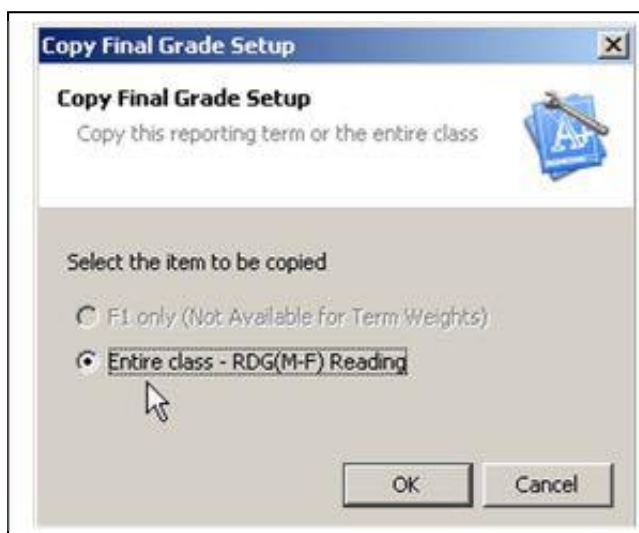 Copy Final Grade Setup
Copy Final Grade Setup
Copy this reporting term or the entire class
A+
Select the item to be copied
F1 only (Not Available for Term Weights)
Entire class - RDG(M-F) Reading
OK
Cancel